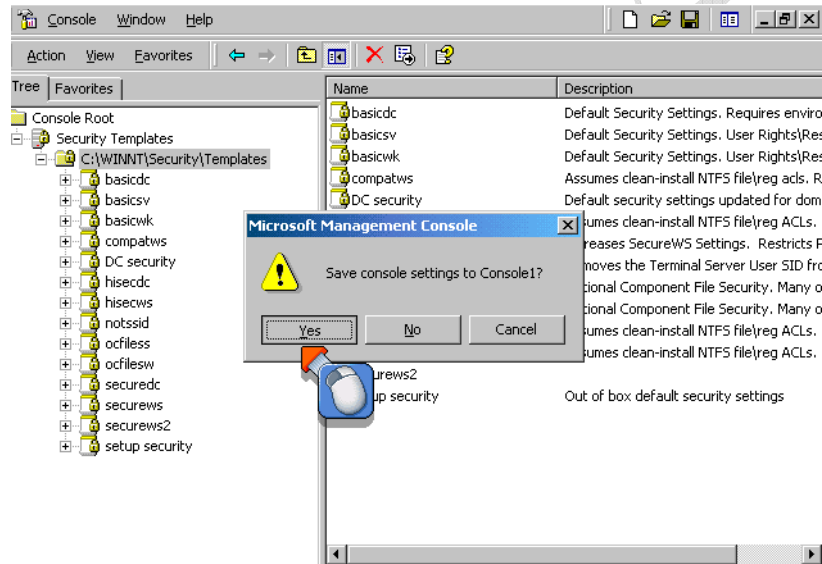 Console Window Help
Action View Favorites
Tree Favorites
Name Description
Console Root
Security Templates
C:\WINNT\Security\Templates
basicdc
basicsv
basicwk
compatws
DC security
hisecdc
hisecws
notssid
ocfiless
ocfilesw
securedc
securews
securews2
setup security
basicdc Default Security Settings. Requires enviro
basicsv Default Security Settings. User Rights\Res
basicwk Default Security Settings. User Rights\Res
compatws Assumes clean-install NTFS file\reg acls. R
DC security Default security settings updated for dom
sumes clean-install NTFS file\reg ACLs.
reases SecureWS Settings. Restricts F
moves the Terminal Server User SID fro
tional Component File Security. Many o
tional Component File Security. Many o
sumes clean-install NTFS file\reg ACLs.
sumes clean-install NTFS file\reg ACLs.
urews2
up security Out of box default security settings
Microsoft Management Console
Save console settings to Console1?
Yes No Cancel